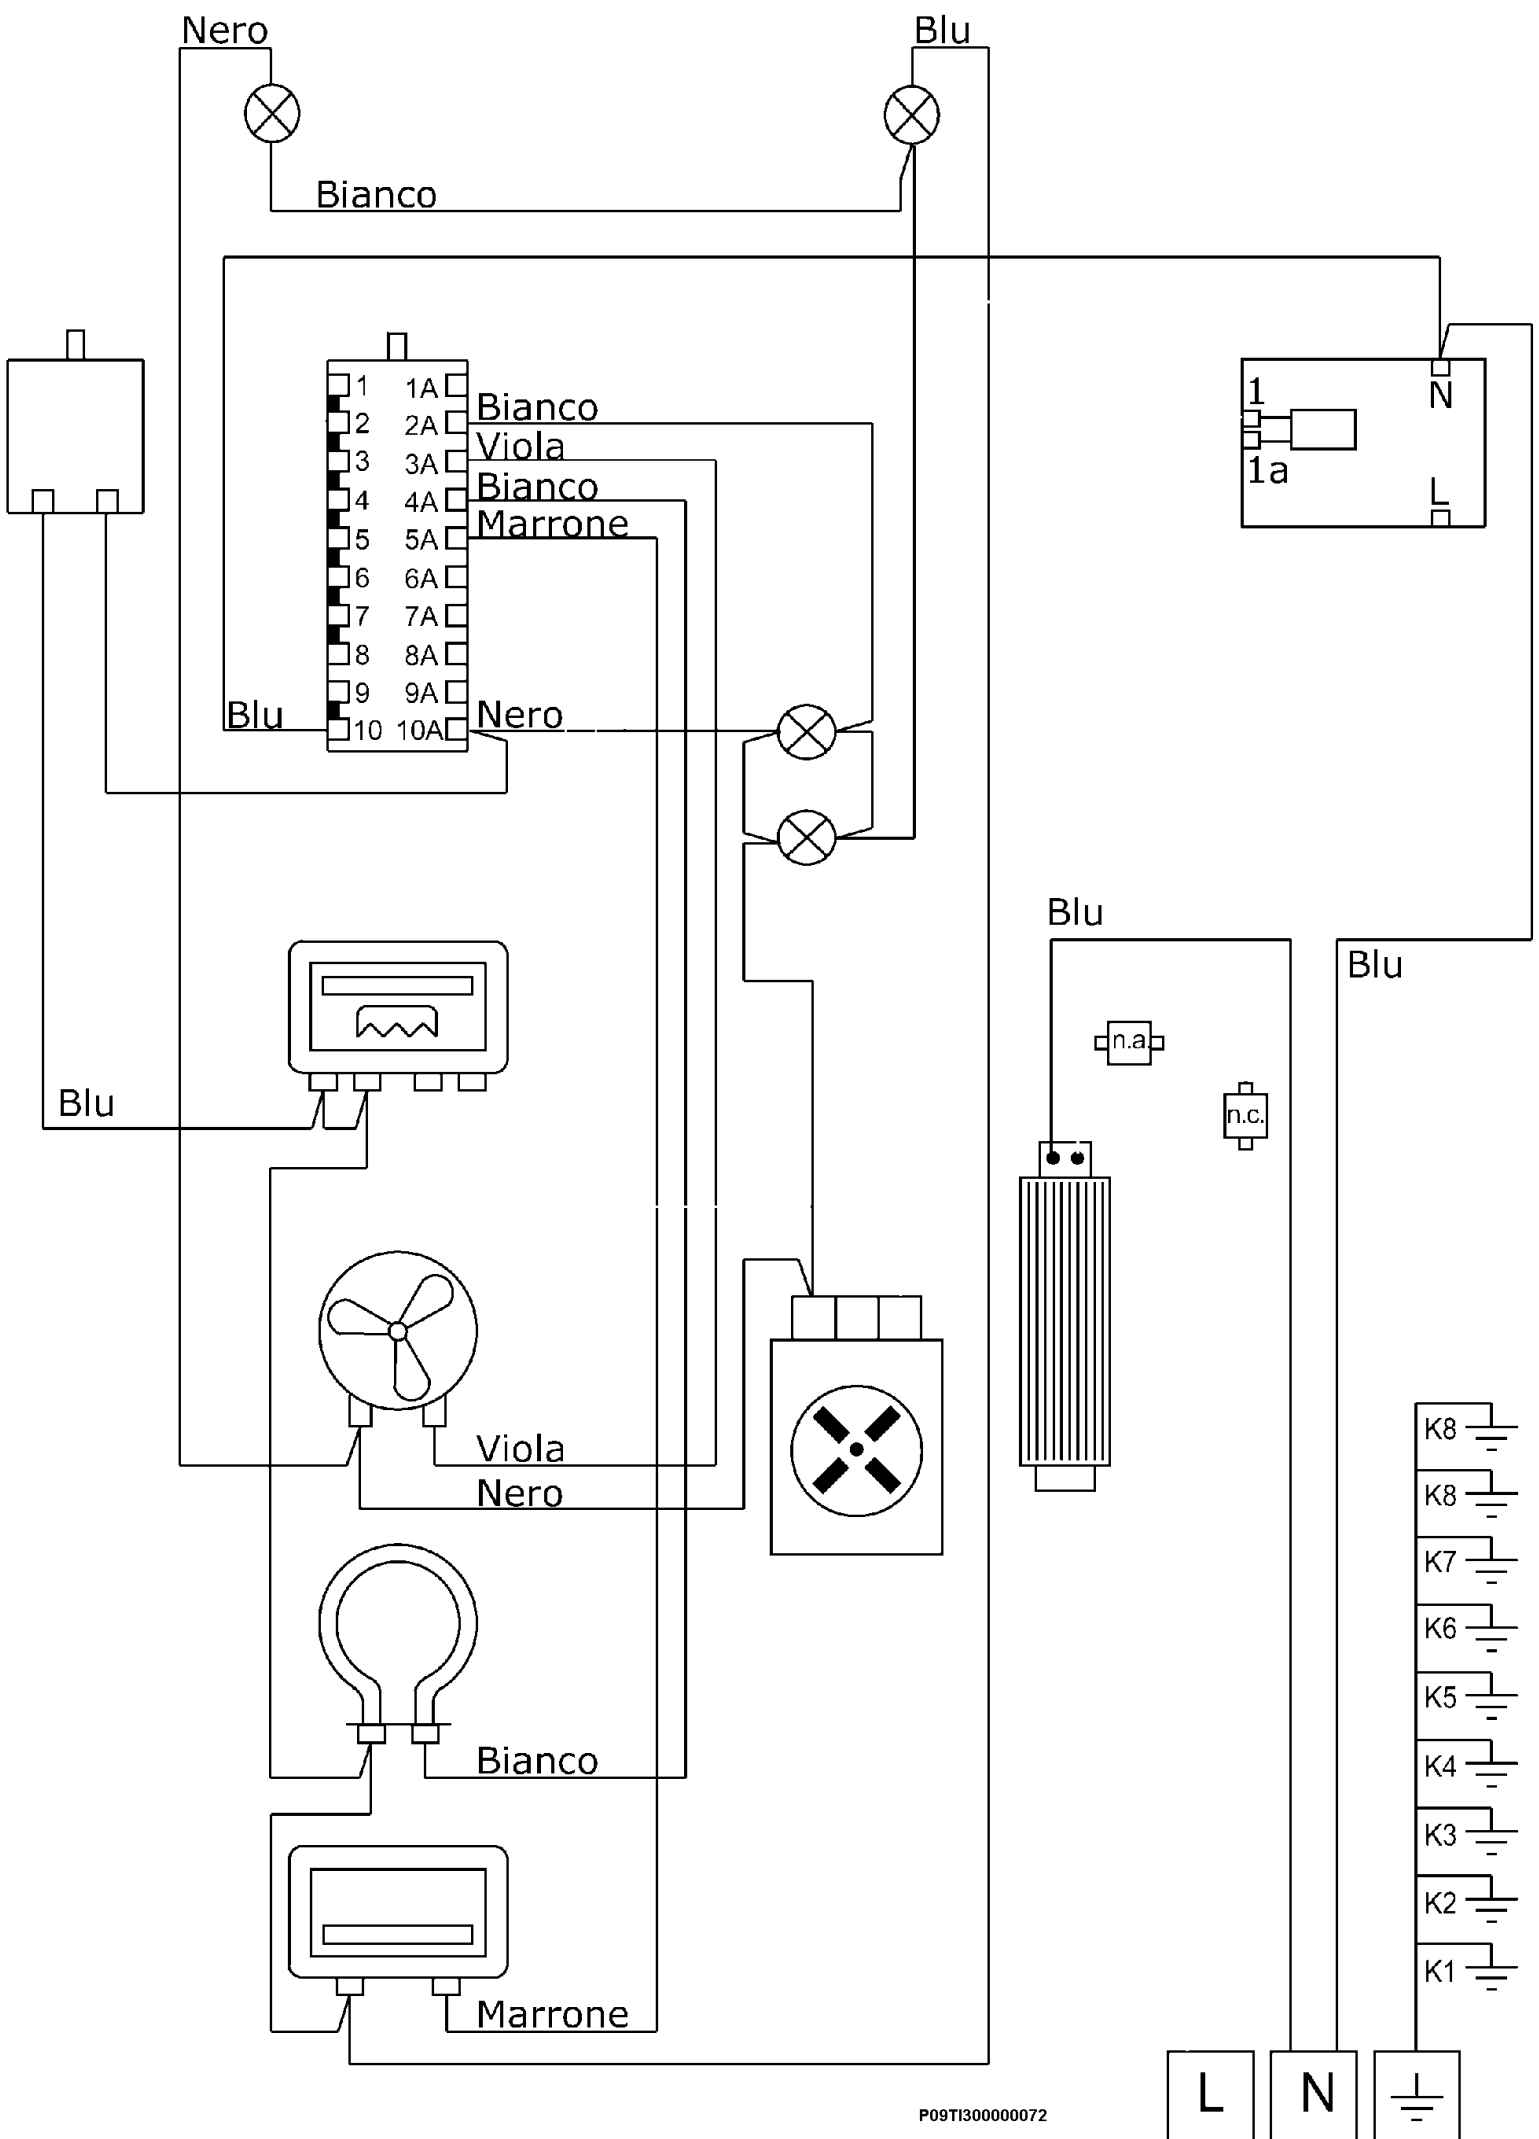 Nero
Blu
Bianco
1 1A
2 2A
3 3A
4 4A
5 5A
6 6A
7 7A
8 8A
9 9A
10 10A
Bianco
Viola
Bianco
Marrone
Blu
Nero
1
1a
N
L
Blu
Blu
n.a.
n.c.
Blu
Viola
Nero
Bianco
Marrone
K8
K8
K7
K6
K5
K4
K3
K2
K1
L
N
P09TI300000072